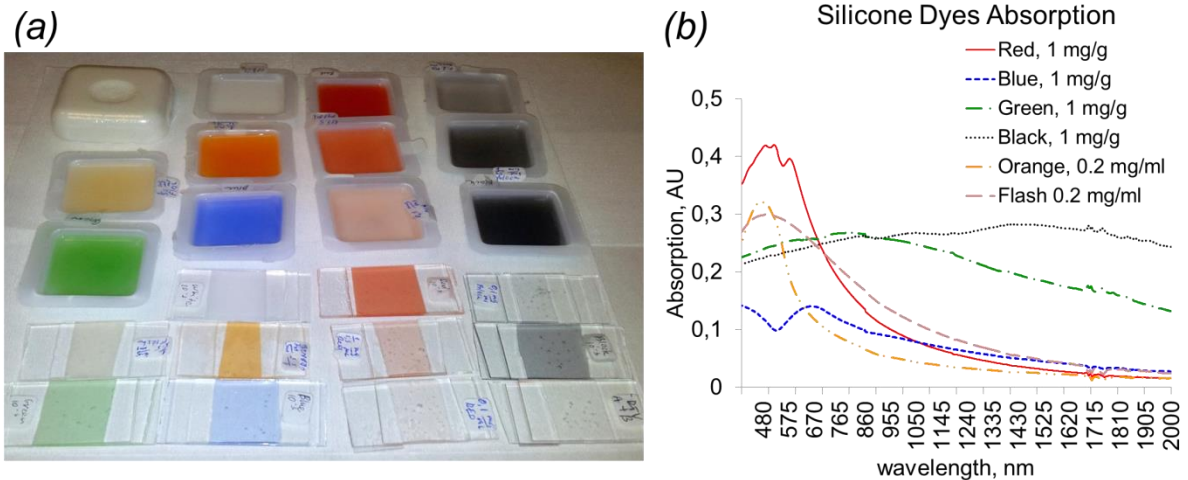 (a)
(b)
Silicone Dyes Absorption
Red, 1 mg/g
Blue, 1 mg/g
Green, 1 mg/g
Black, 1 mg/g
Orange, 0.2 mg/ml
Flash 0.2 mg/ml
Absorption, AU
0,5
0,4
0,3
0,2
0,1
0
480 575 670 765 860 955 1050 1145 1240 1335 1430 1525 1620 1715 1810 1905 2000
wavelength, nm